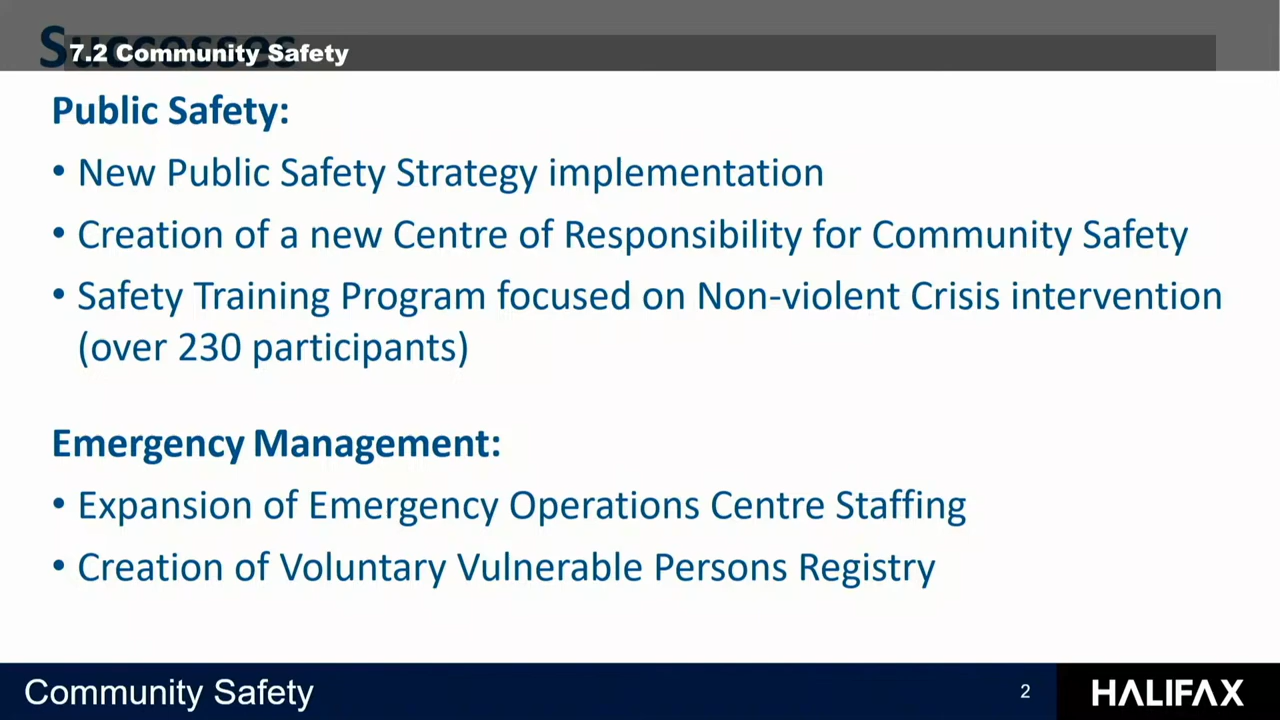 Successes
7.2 Community Safety
Public Safety:
• New Public Safety Strategy implementation
• Creation of a new Centre of Responsibility for Community Safety
• Safety Training Program focused on Non-violent Crisis intervention
(over 230 participants)
Emergency Management:
• Expansion of Emergency Operations Centre Staffing
• Creation of Voluntary Vulnerable Persons Registry
Community Safety
2
HALIFAX